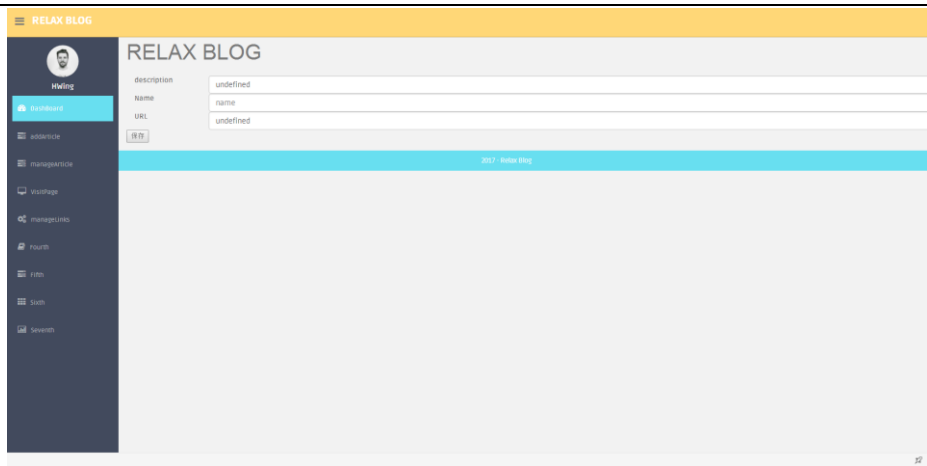 RELAX BLOG
HWing
Dashboard
addArticle
manageArticle
VisitPage
manageLinks
Fourth
Fifth
Sixth
Seventh
RELAX BLOG
description
undefined
Name
name
URL
undefined
保存
2017 - Relax Blog